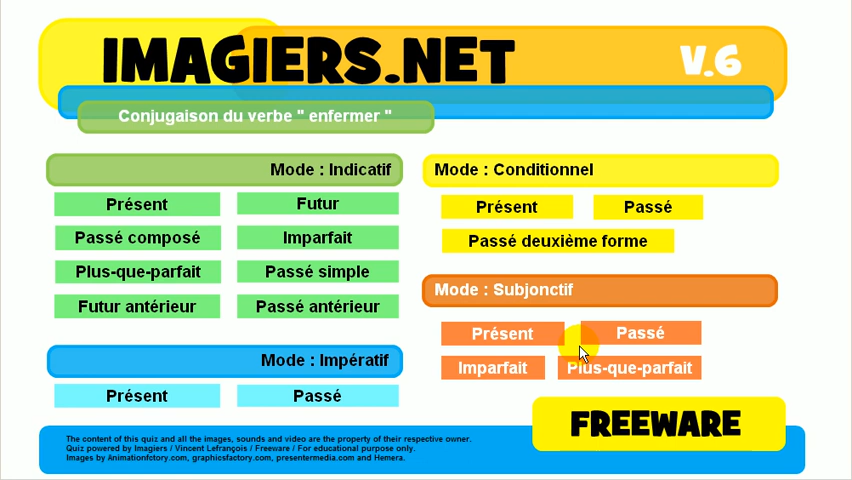 IMAGIERS.NET
V.6
Conjugaison du verbe " enfermer "
Mode : Indicatif
Présent
Futur
Passé composé
Imparfait
Plus-que-parfait
Passé simple
Futur antérieur
Passé antérieur
Mode : Impératif
Présent
Passé
Mode : Conditionnel
Présent
Passé
Passé deuxième forme
Mode : Subjonctif
Présent
Passé
Imparfait
Plus-que-parfait
FREEWARE
The content of this quiz and all the images, sounds and video are the property of their respective owner.
Quiz powered by Imagiers / Vincent Lefrançois / Freeware / For educational purpose only.
Images by Animationfctory.com, graphicsfactory.com, presentermedia.com and Hemera.